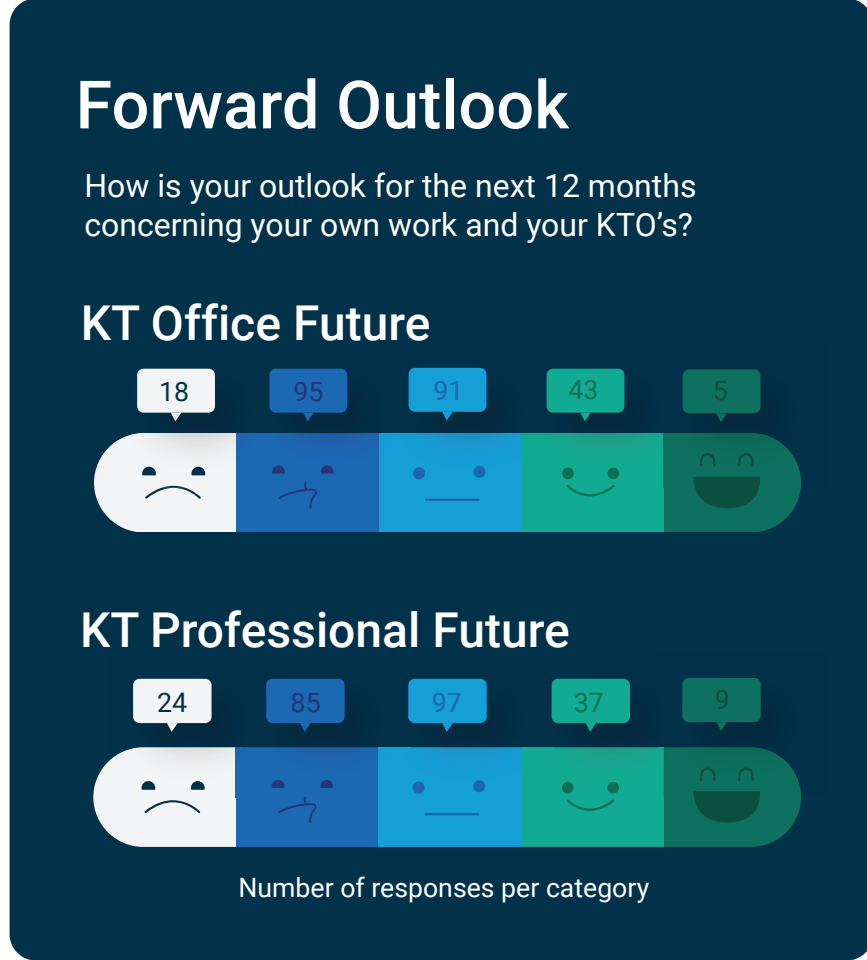 Forward Outlook
How is your outlook for the next 12 months
concerning your own work and your KTO's?
KT Office Future
18 95 91 43 5
KT Professional Future
24 85 97 37 9
Number of responses per category